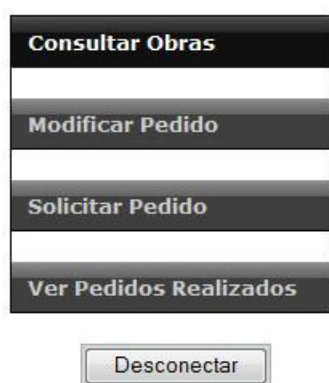 Consultar Obras
Modificar Pedido
Solicitar Pedido
Ver Pedidos Realizados
Desconectar